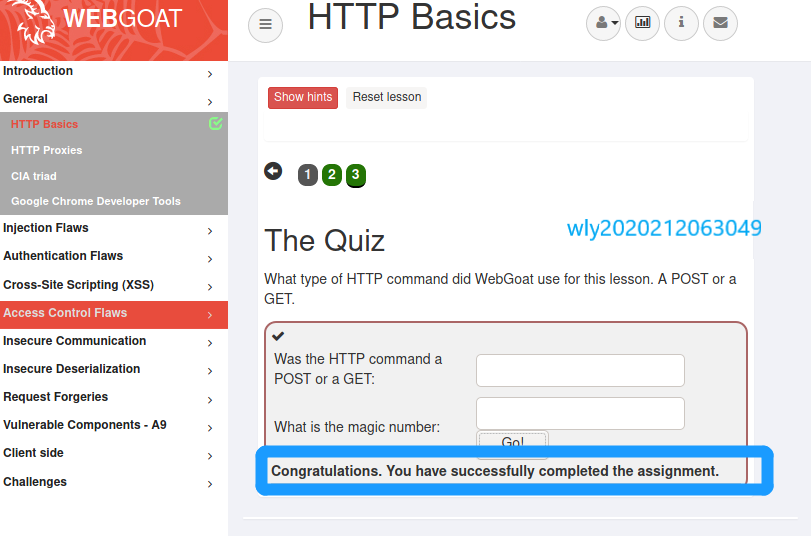 WEBGOAT
HTTP Basics
Introduction
General
HTTP Basics
HTTP Proxies
CIA triad
Google Chrome Developer Tools
Injection Flaws
Authentication Flaws
Cross-Site Scripting (XSS)
Access Control Flaws
Insecure Communication
Insecure Deserialization
Request Forgeries
Vulnerable Components - A9
Client side
Challenges
Show hints Reset lesson
1 2 3
The Quiz
wly2020212063049
What type of HTTP command did WebGoat use for this lesson. A POST or a
GET.
Was the HTTP command a
POST or a GET:
What is the magic number:
Go!
Congratulations. You have successfully completed the assignment.